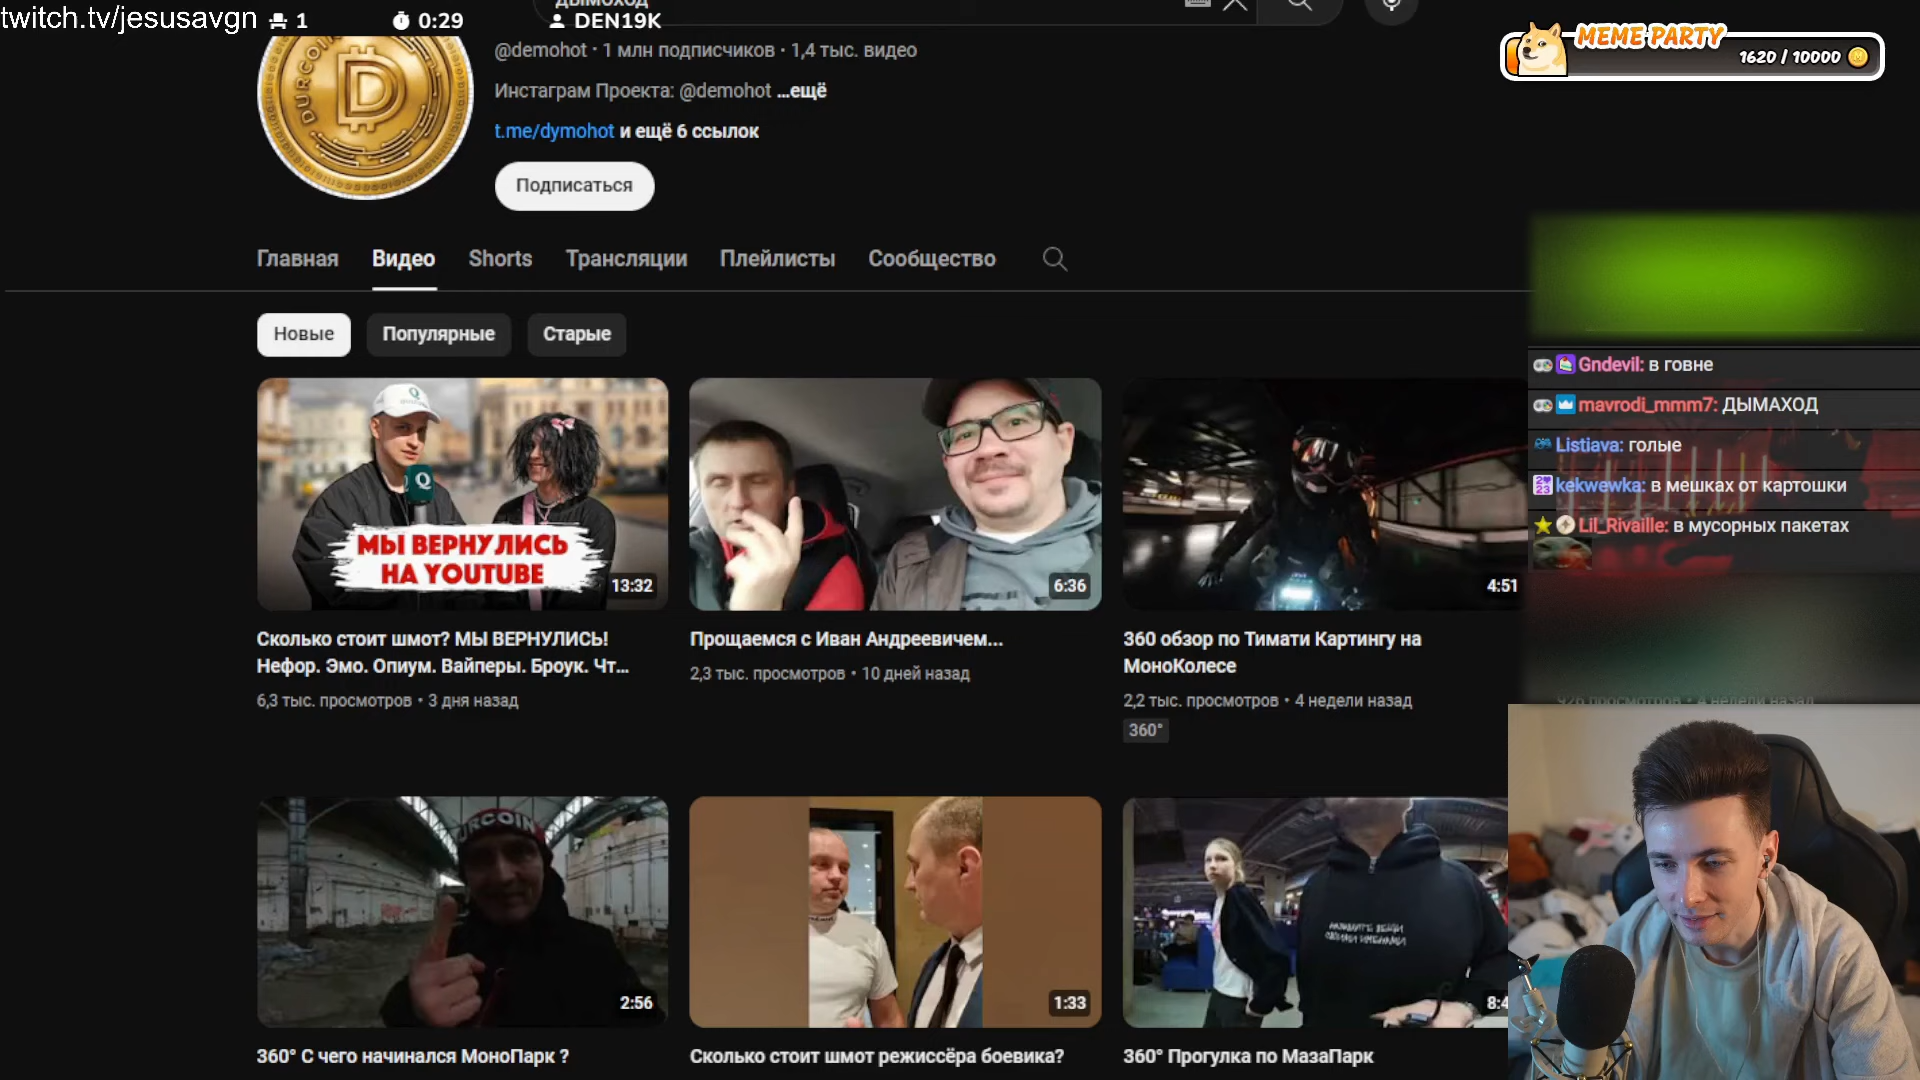 twitch.tv/jesusavgn 1 0:29
ДЫМОХОД
DEN19K
MEME PARTY
1620 / 10000
DURCOIN
@demohot • 1 млн подписчиков • 1,4 тыс. видео
Инстаграм Проекта: @demohot ...ещё
t.me/dymohot и ещё 6 ссылок
Подписаться
Главная Видео Shorts Трансляции Плейлисты Сообщество
Новые Популярные Старые
Gndevil: в говне
mavrodi_mmm7: ДЫМАХОД
Listiava: голые
kekwewka: в мешках от картошки
Lil_Rivaille: в мусорных пакетах
Q
МЫ ВЕРНУЛИСЬ
НА YOUTUBE
13:32
6:36
4:51
Сколько стоит шмот? МЫ ВЕРНУЛИСЬ!
Нефор. Эмо. Опиум. Вайперы. Броук. Чт...
6,3 тыс. просмотров • 3 дня назад
Прощаемся с Иван Андреевичем...
2,3 тыс. просмотров • 10 дней назад
360 обзор по Тимати Картингу на
МоноКолесе
2,2 тыс. просмотров • 4 недели назад
360°
926 просмотров • 4 недели назад
URCOIN
2:56
1:33
8:4
360° С чего начинался МоноПарк ?
Сколько стоит шмот режиссёра боевика?
360° Прогулка по МазаПарк